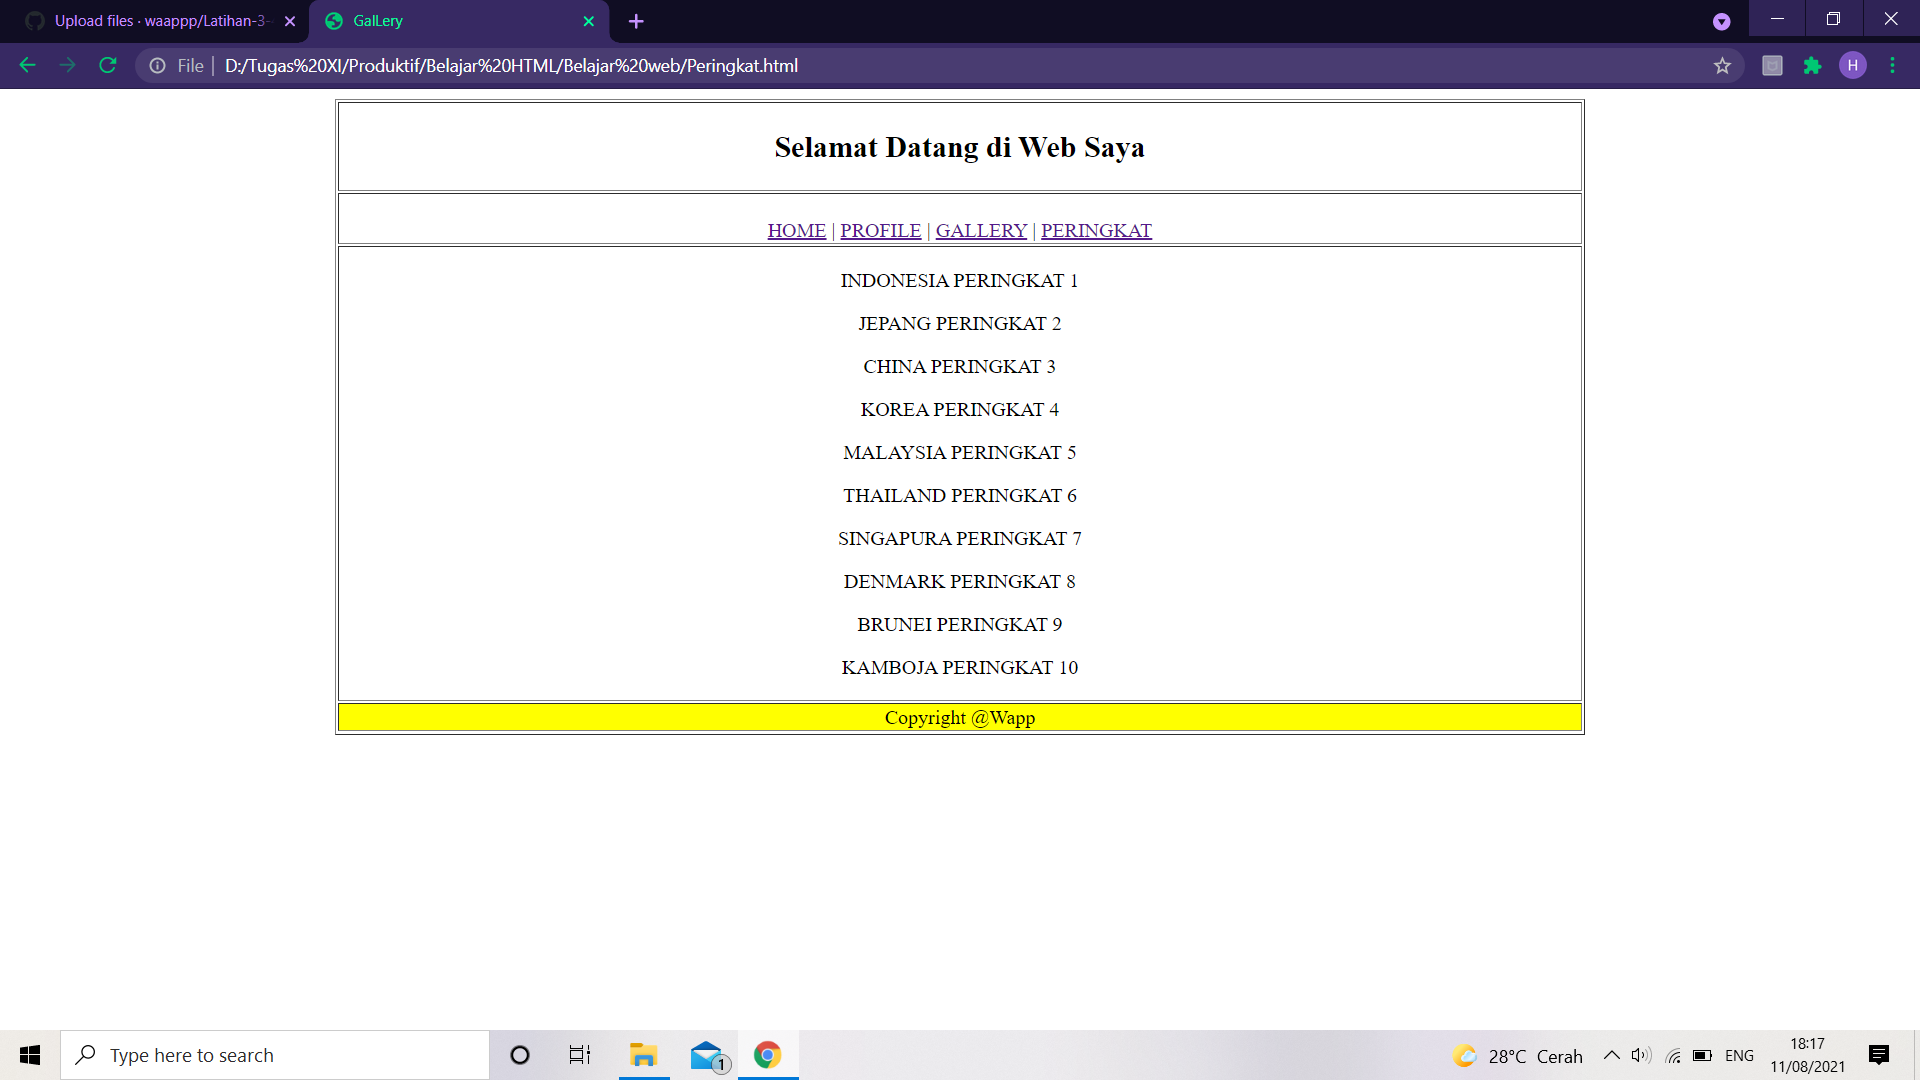 Upload files · waappp/Latihan-3-
GalLery
File
D:/Tugas%20XI/Produktif/Belajar%20HTML/Belajar%20web/Peringkat.html
H
Selamat Datang di Web Saya
HOME | PROFILE | GALLERY | PERINGKAT
INDONESIA PERINGKAT 1
JEPANG PERINGKAT 2
CHINA PERINGKAT 3
KOREA PERINGKAT 4
MALAYSIA PERINGKAT 5
THAILAND PERINGKAT 6
SINGAPURA PERINGKAT 7
DENMARK PERINGKAT 8
BRUNEI PERINGKAT 9
KAMBOJA PERINGKAT 10
Copyright @Wapp
Type here to search
1
28°C Cerah
ENG
18:17
11/08/2021